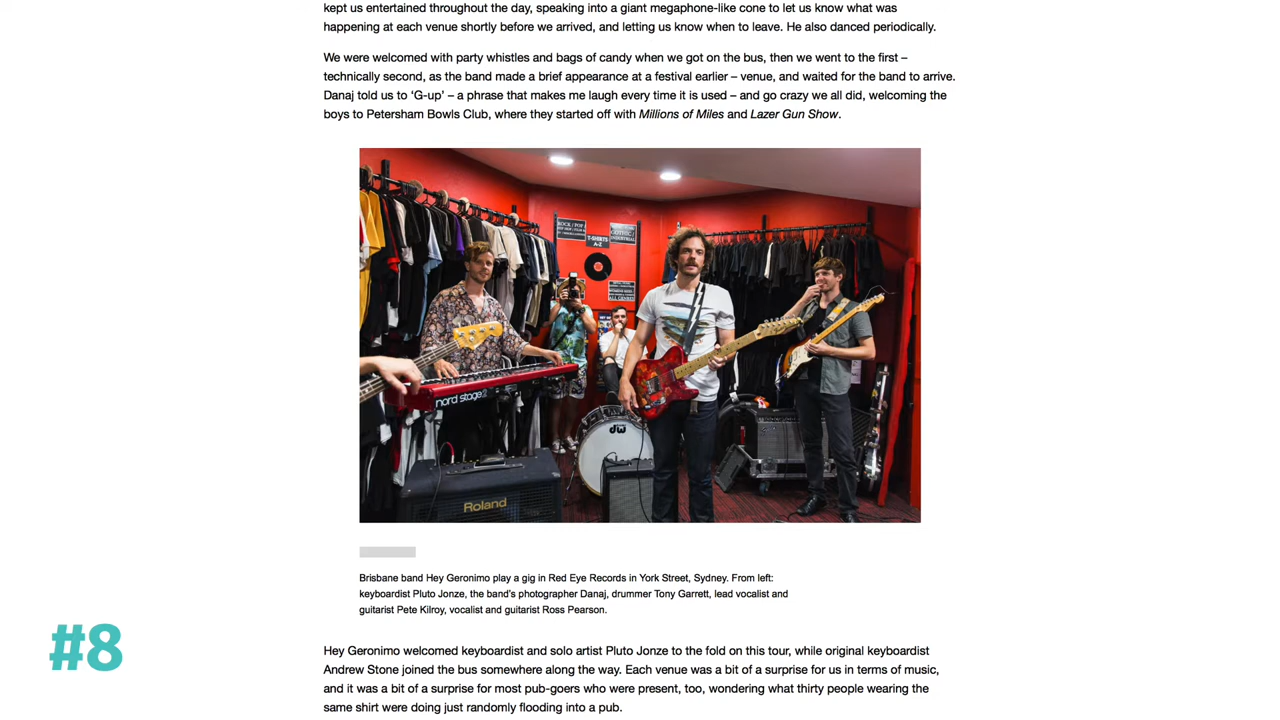 kept us entertained throughout the day, speaking into a giant megaphone-like cone to let us know what was
happening at each venue shortly before we arrived, and letting us know when to leave. He also danced periodically.
We were welcomed with party whistles and bags of candy when we got on the bus, then we went to the first –
technically second, as the band made a brief appearance at a festival earlier – venue, and waited for the band to arrive.
Danaj told us to ‘G-up’ – a phrase that makes me laugh every time it is used – and go crazy we all did, welcoming the
boys to Petersham Bowls Club, where they started off with Millions of Miles and Lazer Gun Show.
ROCK / POP
GOTHIC /
INDUSTRIAL
T-SHIRTS
A-Z
ALL GENRES
nord stage 2
dw
Roland
Brisbane band Hey Geronimo play a gig in Red Eye Records in York Street, Sydney. From left:
keyboardist Pluto Jonze, the band's photographer Danaj, drummer Tony Garrett, lead vocalist and
guitarist Pete Kilroy, vocalist and guitarist Ross Pearson.
#8
Hey Geronimo welcomed keyboardist and solo artist Pluto Jonze to the fold on this tour, while original keyboardist
Andrew Stone joined the bus somewhere along the way. Each venue was a bit of a surprise for us in terms of music,
and it was a bit of a surprise for most pub-goers who were present, too, wondering what thirty people wearing the
same shirt were doing just randomly flooding into a pub.